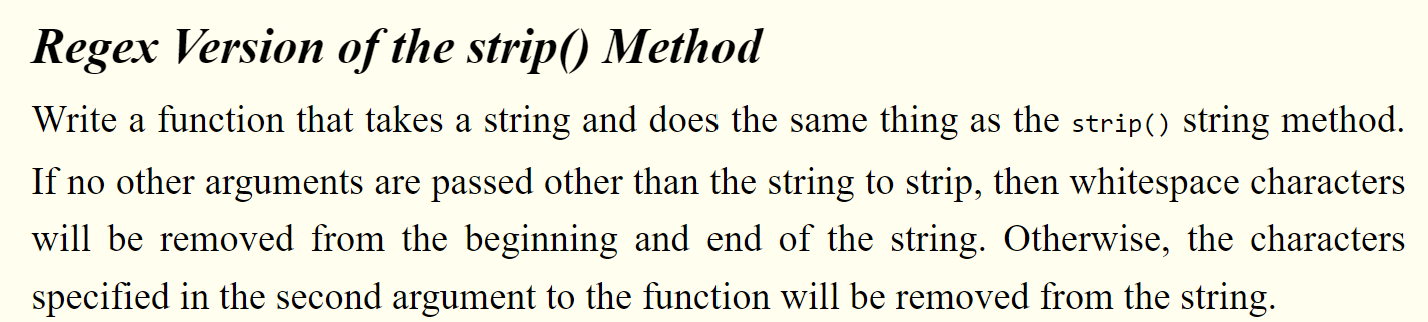 Regex Version of the strip() Method
Write a function that takes a string and does the same thing as the strip() string method.
If no other arguments are passed other than the string to strip, then whitespace characters
will be removed from the beginning and end of the string. Otherwise, the characters
specified in the second argument to the function will be removed from the string.